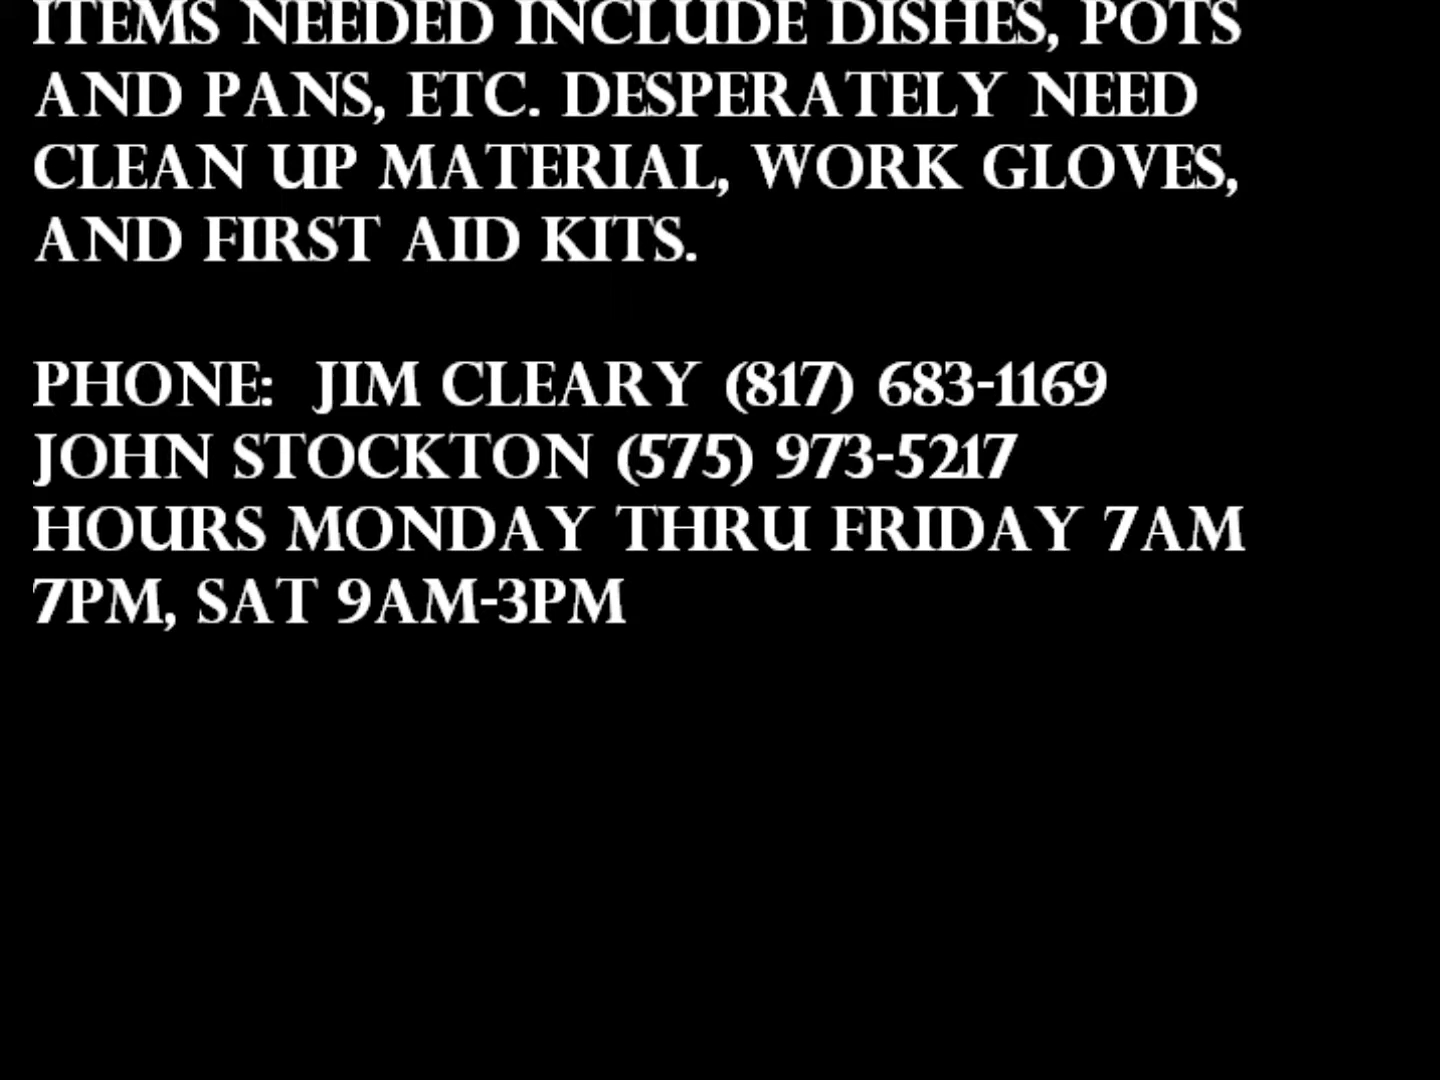 ITEMS NEEDED INCLUDE DISHES, POTS
AND PANS, ETC. DESPERATELY NEED
CLEAN UP MATERIAL, WORK GLOVES,
AND FIRST AID KITS.
PHONE:  JIM CLEARY (817) 683-1169
JOHN STOCKTON (575) 973-5217
HOURS MONDAY THRU FRIDAY 7AM
7PM, SAT 9AM-3PM